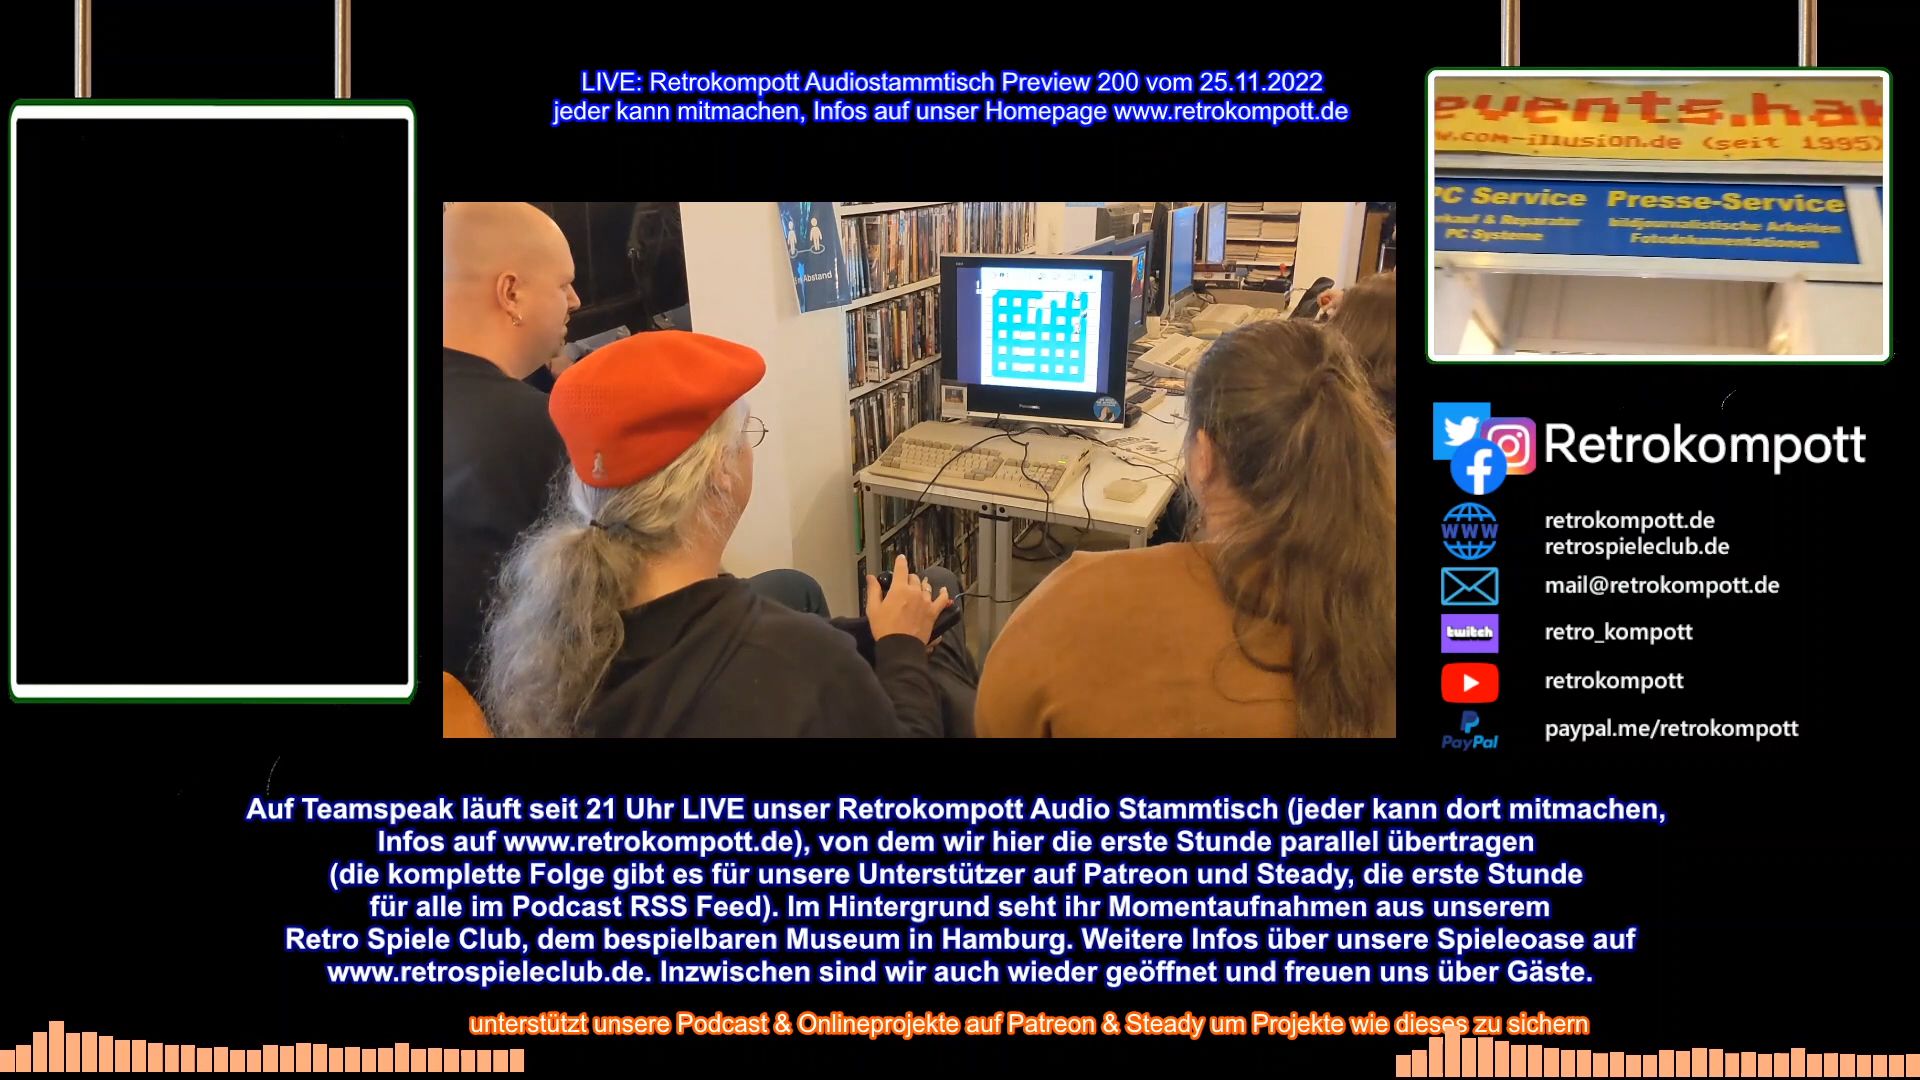 LIVE: Retrokompott Audiostammtisch Preview 200 vom 25.11.2022
jeder kann mitmachen, Infos auf unser Homepage www.retrokompott.de
events.ha
w.com-illusion.de (seit 1995)
PC Service
Presse-Service
& Reparatur
bildjournalistische Arbeiten
PC Systeme
Fotodokumentationen
Abstand
Retrokompott
www
retrokompott.de
retrospieleclub.de
mail@retrokompott.de
twitch
retro_kompott
retrokompott
PayPal
paypal.me/retrokompott
Auf Teamspeak läuft seit 21 Uhr LIVE unser Retrokompott Audio Stammtisch (jeder kann dort mitmachen,
Infos auf www.retrokompott.de), von dem wir hier die erste Stunde parallel übertragen
(die komplette Folge gibt es für unsere Unterstützer auf Patreon und Steady, die erste Stunde
für alle im Podcast RSS Feed). Im Hintergrund seht ihr Momentaufnahmen aus unserem
Retro Spiele Club, dem bespielbaren Museum in Hamburg. Weitere Infos über unsere Spieleoase auf
www.retrospieleclub.de. Inzwischen sind wir auch wieder geöffnet und freuen uns über Gäste.
unterstützt unsere Podcast & Onlineprojekte auf Patreon & Steady um Projekte wie dieses zu sichern